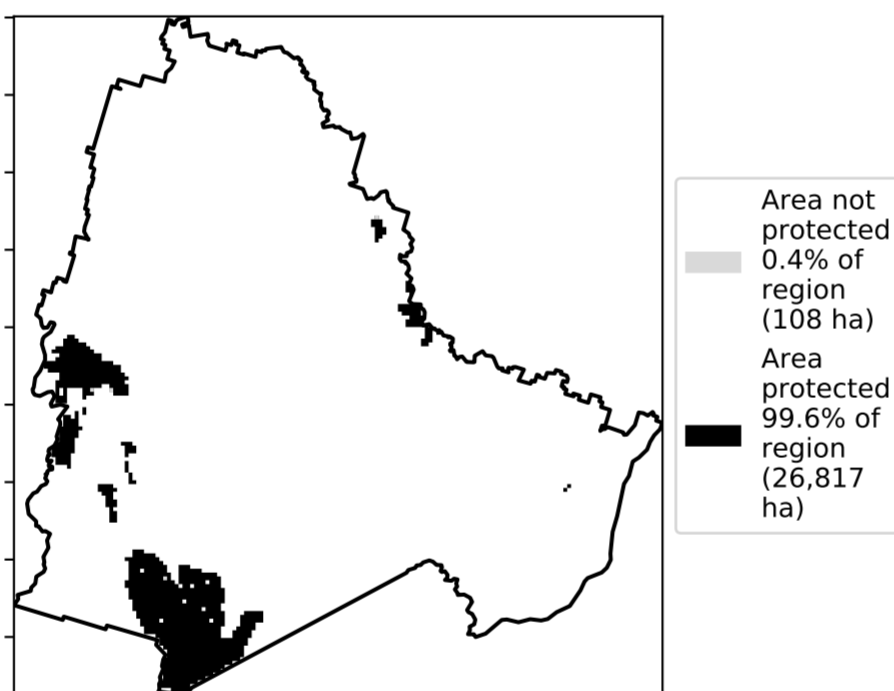 Area not
protected
0.4% of
region
(108 ha)
Area
protected
99.6% of
region
(26,817
ha)